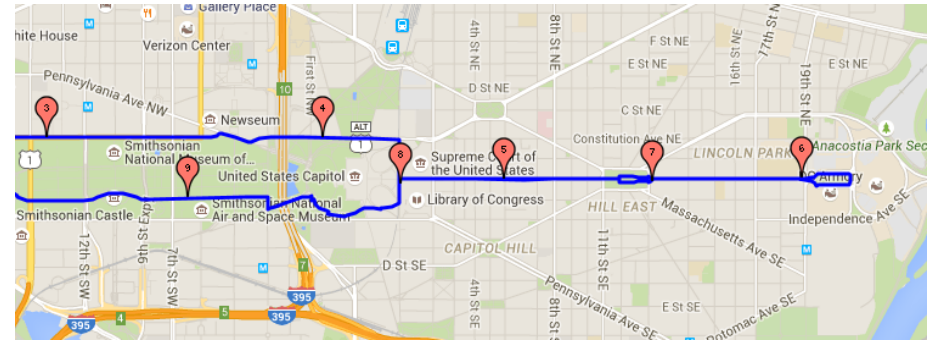 Gallery Place
hite House
Verizon Center
4th St NE
8th St NE
F St NE
16th St NE
17th St
E St NE
19th St NE
E St NE
Pennsylvania Ave NW
First St NW
10
D St NE
Newseum
3
4
C St NE
ALT
1
Constitution Ave NE
Anacostia Park Sec
LINCOLN PARK
1
Smithsonian
National Museum of...
8
5
7
6
Supreme Court of
the United States
United States Capitol
DC Armory
9
Library of Congress
Smithsonian National
Air and Space Museum
Smithsonian Castle
HILL EAST
Massachusetts Ave SE
Independence Ave SE
12th St SW
7th St SW
11th St SE
CAPITOL HILL
D St SE
7
395
4th St SE
8th St
Pennsylvania Ave SE
E St SE
Potomac Ave SE
395
4
5
395